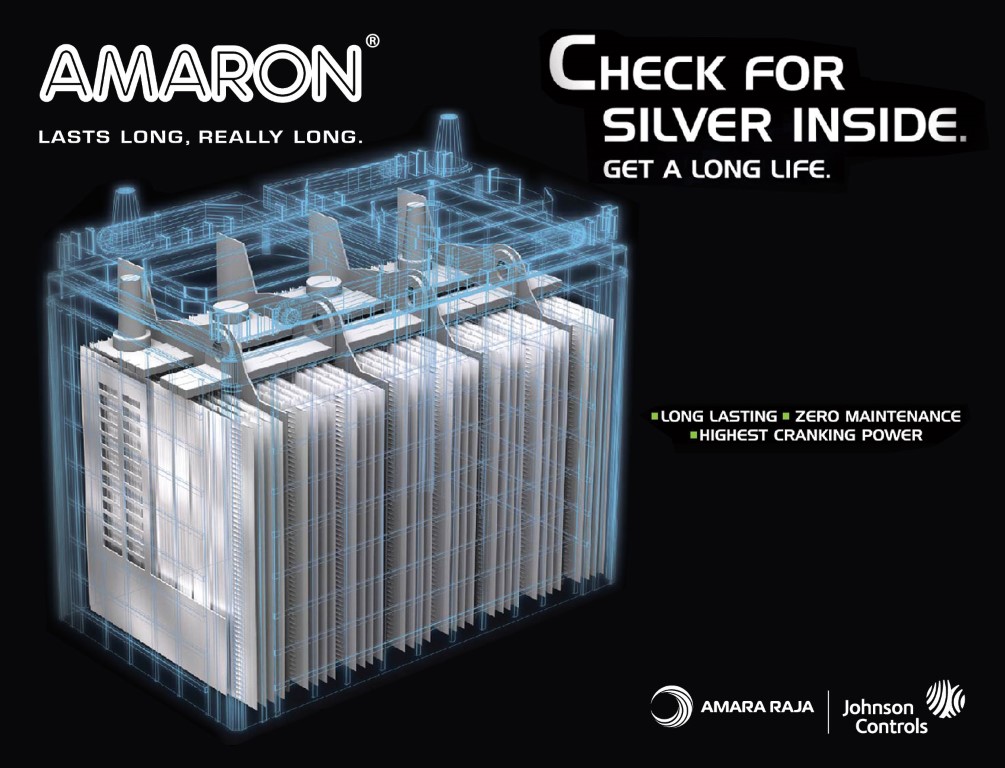 AMARON®
LASTS LONG, REALLY LONG.
CHECK FOR
SILVER INSIDE.
GET A LONG LIFE.
▪LONG LASTING ▪ ZERO MAINTENANCE
▪HIGHEST CRANKING POWER
AMARA RAJA
Johnson
Controls